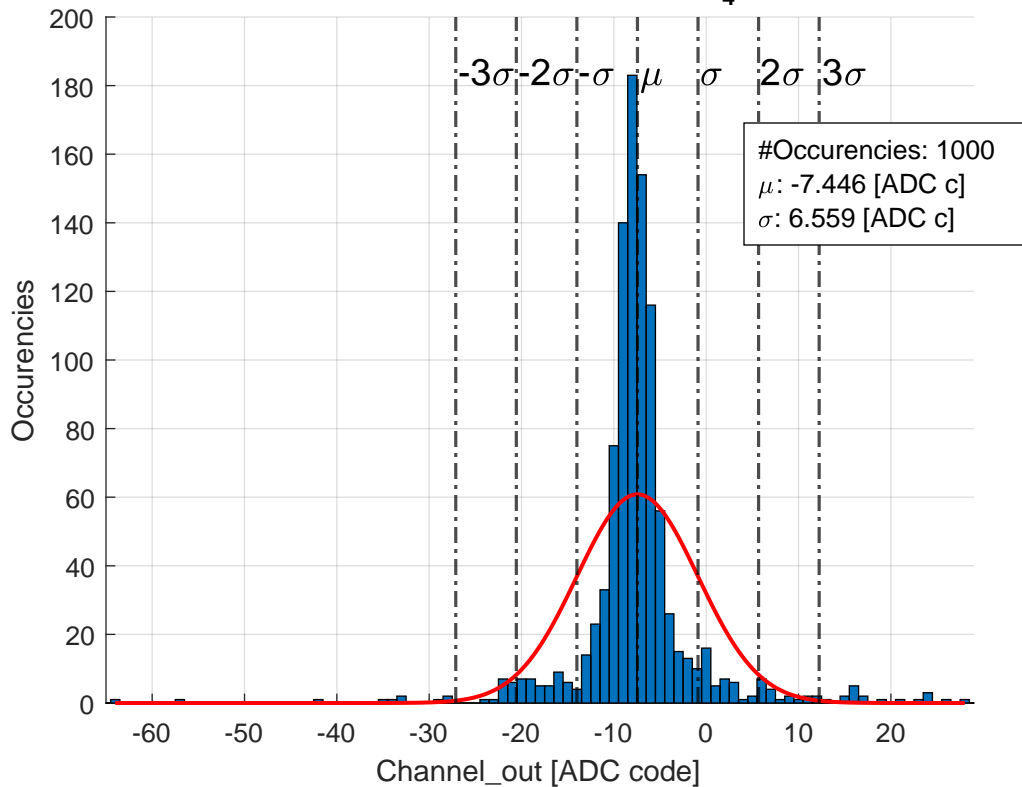 4
200
180
160
140
120
100
80
60
40
20
0
Occurencies
-3σ -2σ -σ μ σ 2σ 3σ
#Occurencies: 1000
μ: -7.446 [ADC c]
σ: 6.559 [ADC c]
-60 -50 -40 -30 -20 -10 0 10 20
Channel_out [ADC code]